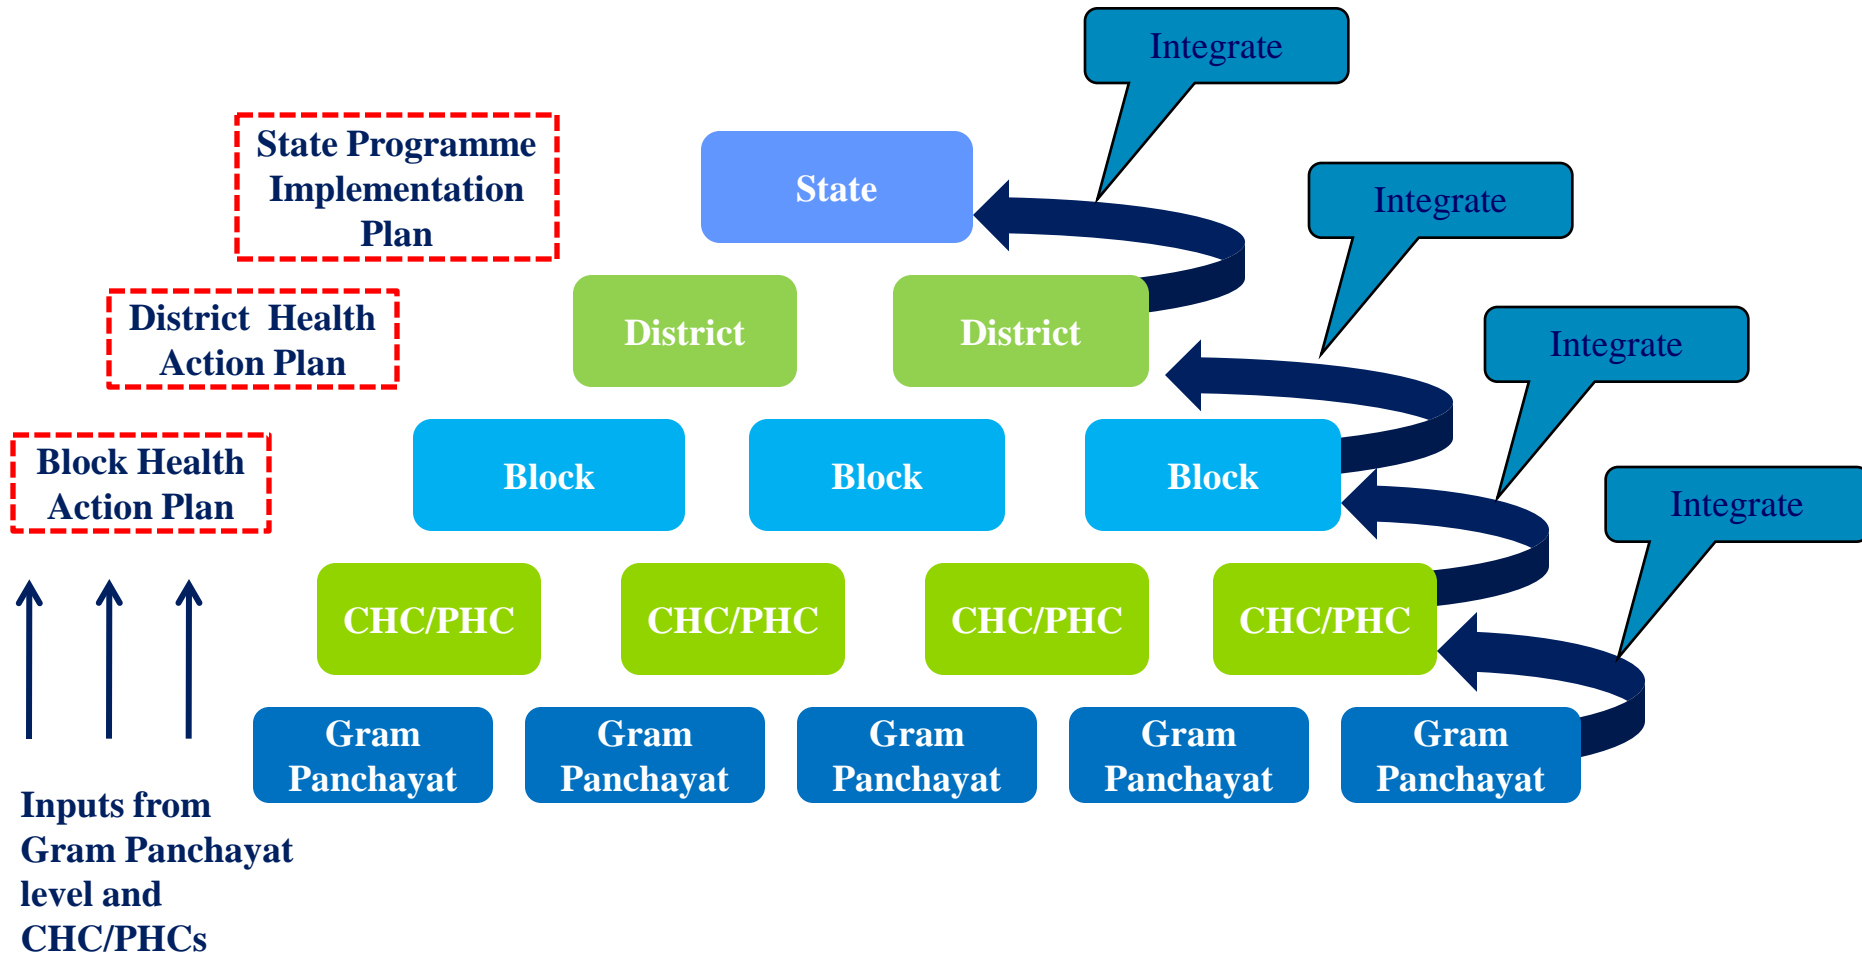 Integrate
State Programme
Implementation
Plan
State
Integrate
District  Health
Action Plan
District
District
Integrate
Block Health
Action Plan
Block
Block
Block
Integrate
CHC/PHC
CHC/PHC
CHC/PHC
CHC/PHC
Gram
Panchayat
Gram
Panchayat
Gram
Panchayat
Gram
Panchayat
Gram
Panchayat
Inputs from
Gram Panchayat
level and
CHC/PHCs